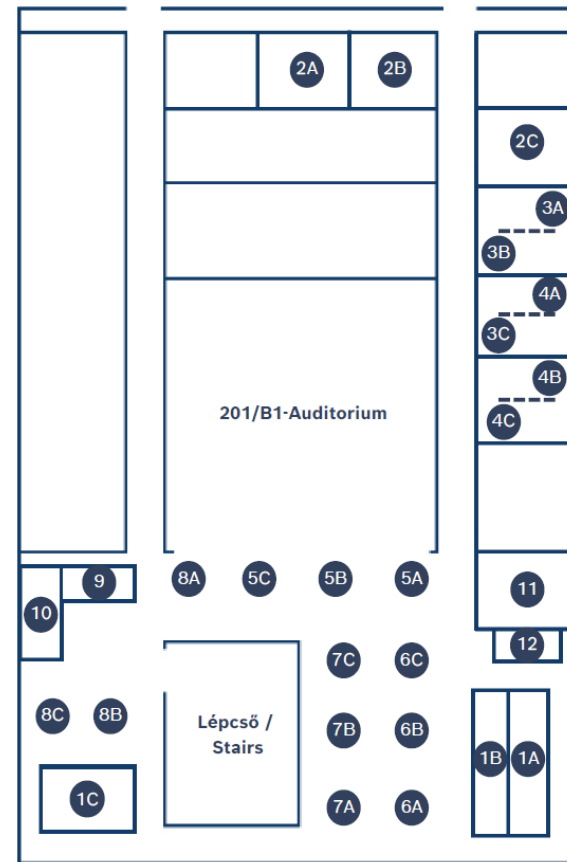 2A
2B
2C
3A
3B
4A
3C
4B
4C
201/B1-Auditorium
8A
5C
5B
5A
9
10
11
12
7C
6C
8C
8B
Lépcső /
Stairs
7B
6B
1B
1A
1C
7A
6A